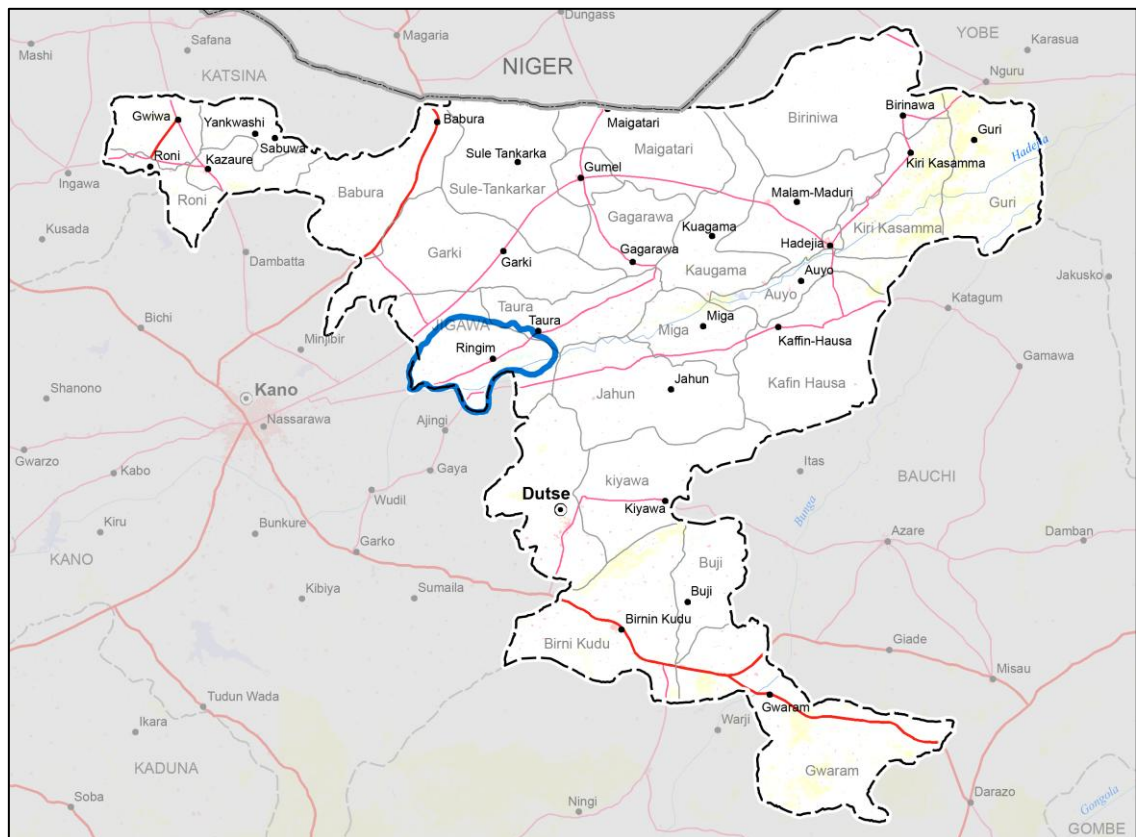 Dungass
Magaria
YOBE
Karasua
Mashi
Safana
KATSINA
NIGER
Nguru
Gwiwa
Yankwashi
Sabuwa
Babura
Maigatari
Birinawa
Biriniwa
Guri
Hadejia
Roni
Kazaure
Sule Tankarka
Maigatari
Kiri Kasamma
Ingawa
Gumel
Roni
Babura
Sule-Tankarkar
Malam-Maduri
Guri
Gagarawa
Kusada
Kuagama
Kiri Kasamma
Dambatta
Garki
Garki
Gagarawa
Hadejia
Kaugama
Auyo
Jakusko
Auyo
Taura
Katagum
Bichi
JIGAWA
Taura
Miga
Miga
Kaffin-Hausa
Minjibir
Ringim
Gamawa
Shanono
Kano
Jahun
Jahun
Kafin Hausa
Nassarawa
Ajingi
Gwarzo
Kabo
Gaya
Itas
BAUCHI
Wudil
kiyawa
Dutse
Kiyawa
Bunga
Kiru
Bunkure
Azare
Damban
Garko
KANO
Buji
Kibiya
Sumaila
Buji
Birnin Kudu
Birni Kudu
Giade
Misau
Tudun Wada
Gwaram
Ikara
Warji
KADUNA
Gwaram
Soba
Ningi
Darazo
Gongola
GOMBE